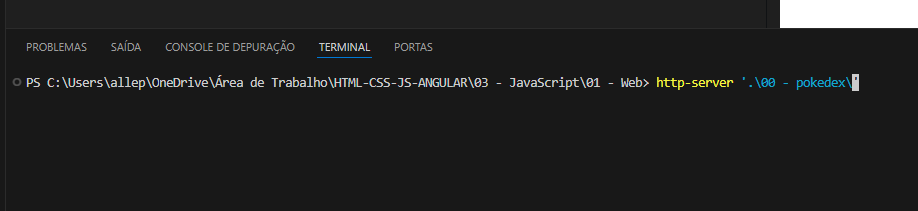 PROBLEMAS SAÍDA CONSOLE DE DEPURAÇÃO TERMINAL PORTAS
PS C:\Users\allep\OneDrive\Área de Trabalho\HTML-CSS-JS-ANGULAR\03 - JavaScript\01 - Web> http-server '.\00 - pokedex\'